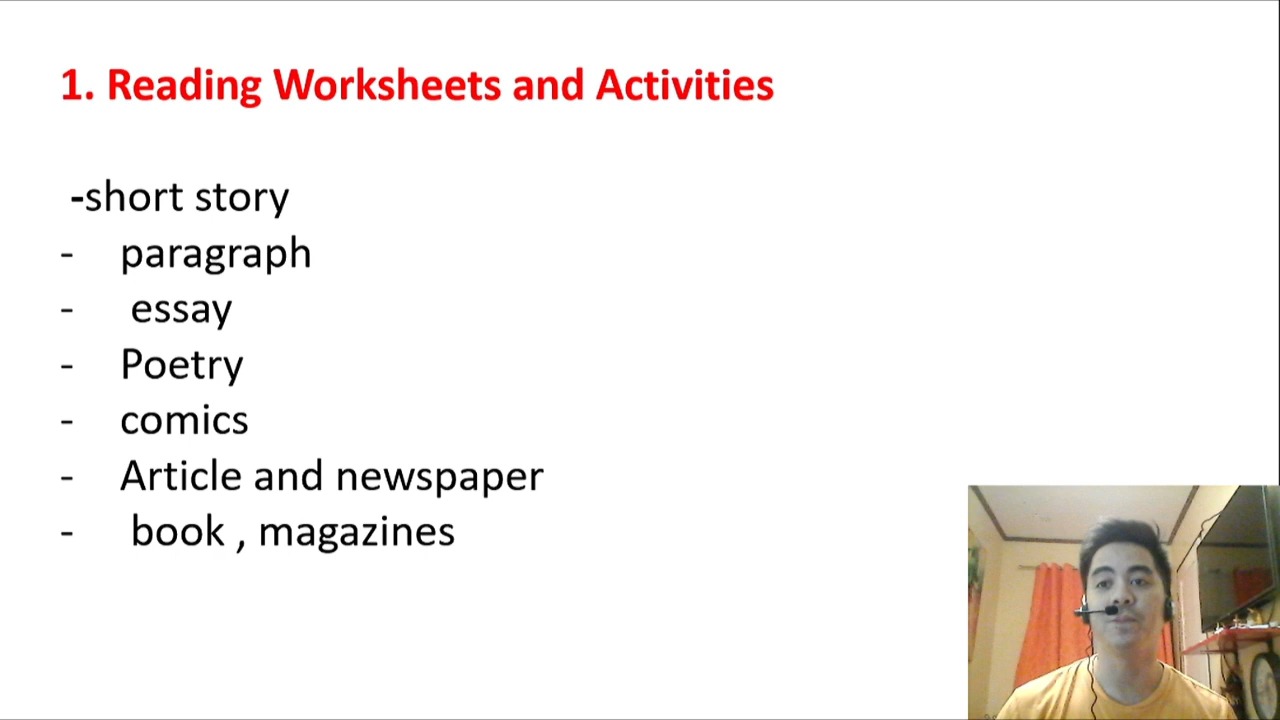 1. Reading Worksheets and Activities
-short story
- paragraph
- essay
- Poetry
- comics
- Article and newspaper
- book , magazines